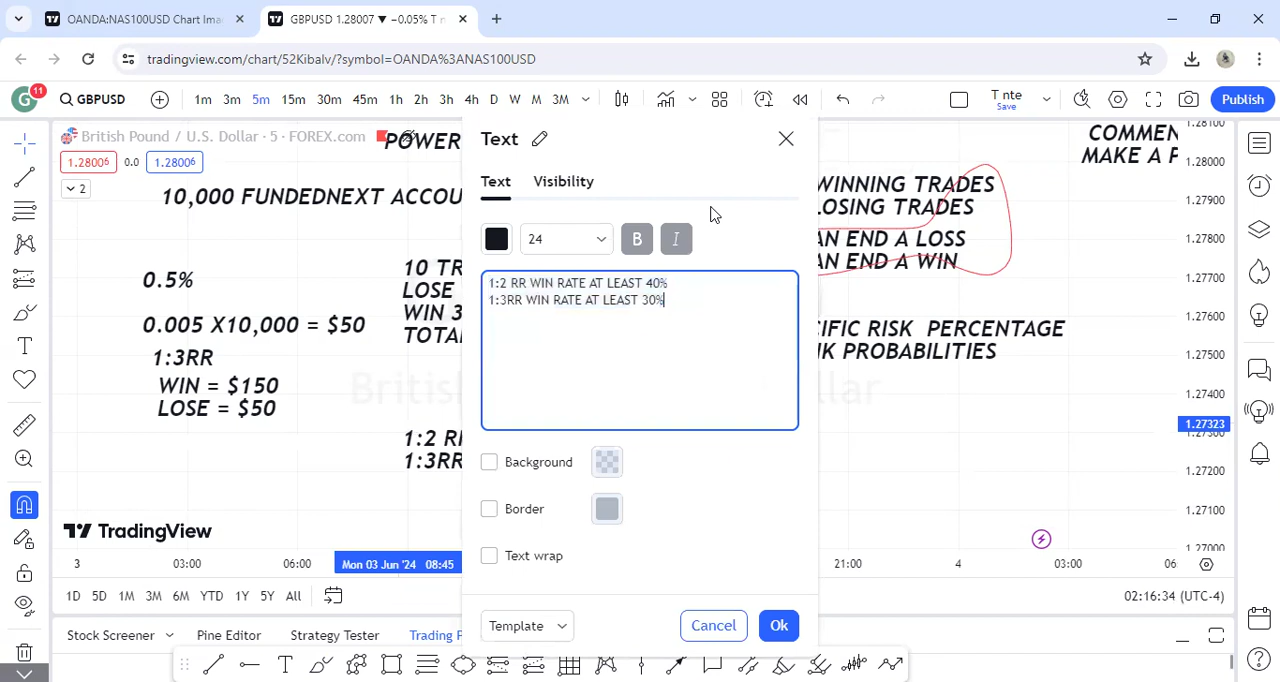 OANDA:NAS100USD Chart Ima
GBPUSD 1.28007 ▼ −0.05% T n
tradingview.com/chart/52Kibalv/?symbol=OANDA%3ANAS100USD
G
11
GBPUSD
1m 3m 5m 15m 30m 45m 1h 2h 3h 4h D W M 3M
T nte
Save
Publish
British Pound / U.S. Dollar · 5 · FOREX.com
1.28006
0.0
1.28006
2
POWER
10,000 FUNDEDNEXT ACCOU
0.5%
0.005 X10,000 = $50
1:3RR
WIN = $150
LOSE = $50
10 TR
LOSE
WIN 3
TOTA
1:2 RR
1:3RR
British
llar
COMMEN
MAKE A P
WINNING TRADES
LOSING TRADES
AN END A LOSS
AN END A WIN
CIFIC RISK PERCENTAGE
NK PROBABILITIES
Text
Text
Visibility
24
B
I
1:2 RR WIN RATE AT LEAST 40%
1:3RR WIN RATE AT LEAST 30%
Background
Border
Text wrap
Template
Cancel
Ok
1.28100
1.28000
1.27900
1.27800
1.27700
1.27600
1.27500
1.27400
1.27323
1.27300
1.27200
1.27100
1.27000
TradingView
3
03:00
06:00
Mon 03 Jun '24 08:45
21:00
4
03:00
06:
1D 5D 1M 3M 6M YTD 1Y 5Y All
02:16:34 (UTC-4)
Stock Screener
Pine Editor
Strategy Tester
Trading P